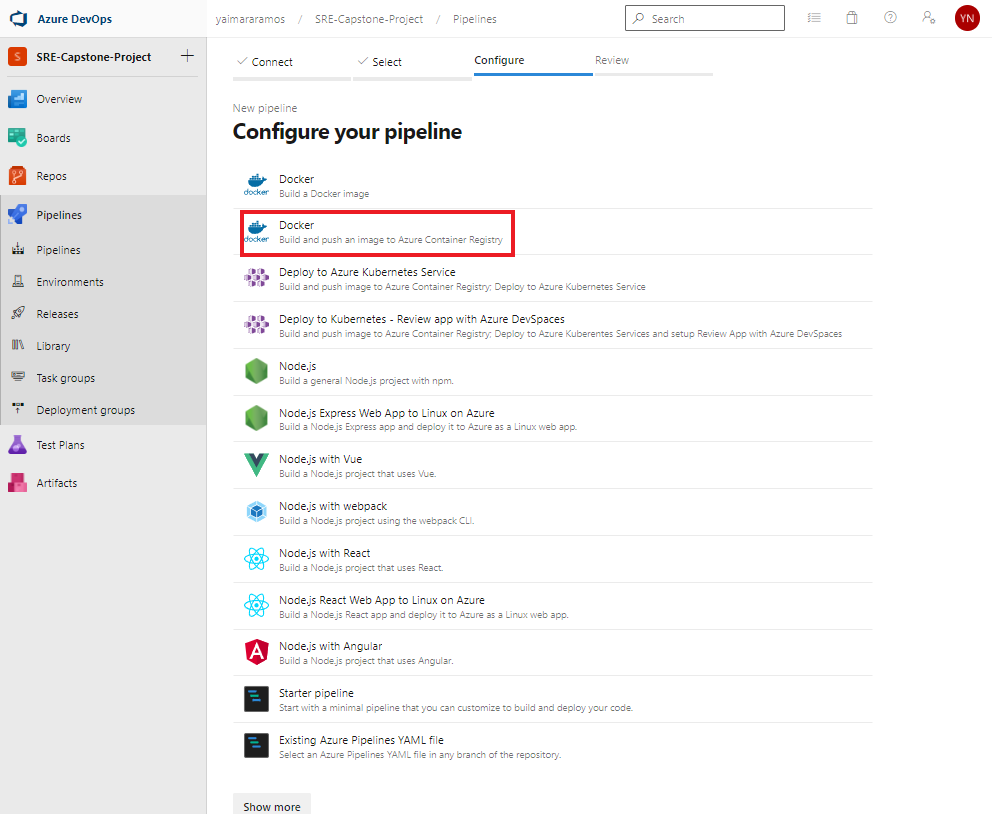 Azure DevOps
yaimararamos / SRE-Capstone-Project / Pipelines
Search
YN
S
SRE-Capstone-Project
Overview
Boards
Repos
Pipelines
Pipelines
Environments
Releases
Library
Task groups
Deployment groups
Test Plans
Artifacts
Connect
Select
Configure
Review
New pipeline
Configure your pipeline
docker
Docker
Build a Docker image
docker
Docker
Build and push an image to Azure Container Registry
Deploy to Azure Kubernetes Service
Build and push image to Azure Container Registry; Deploy to Azure Kubernetes Service
Deploy to Kubernetes - Review app with Azure DevSpaces
Build and push image to Azure Container Registry; Deploy to Azure Kuberentes Services and setup Review App with Azure DevSpaces
Node.js
Build a general Node.js project with npm.
Node.js Express Web App to Linux on Azure
Build a Node.js Express app and deploy it to Azure as a Linux web app.
Node.js with Vue
Build a Node.js project that uses Vue.
Node.js with webpack
Build a Node.js project using the webpack CLI.
Node.js with React
Build a Node.js project that uses React.
Node.js React Web App to Linux on Azure
Build a Node.js React app and deploy it to Azure as a Linux web app.
A
Node.js with Angular
Build a Node.js project that uses Angular.
Starter pipeline
Start with a minimal pipeline that you can customize to build and deploy your code.
Existing Azure Pipelines YAML file
Select an Azure Pipelines YAML file in any branch of the repository.
Show more